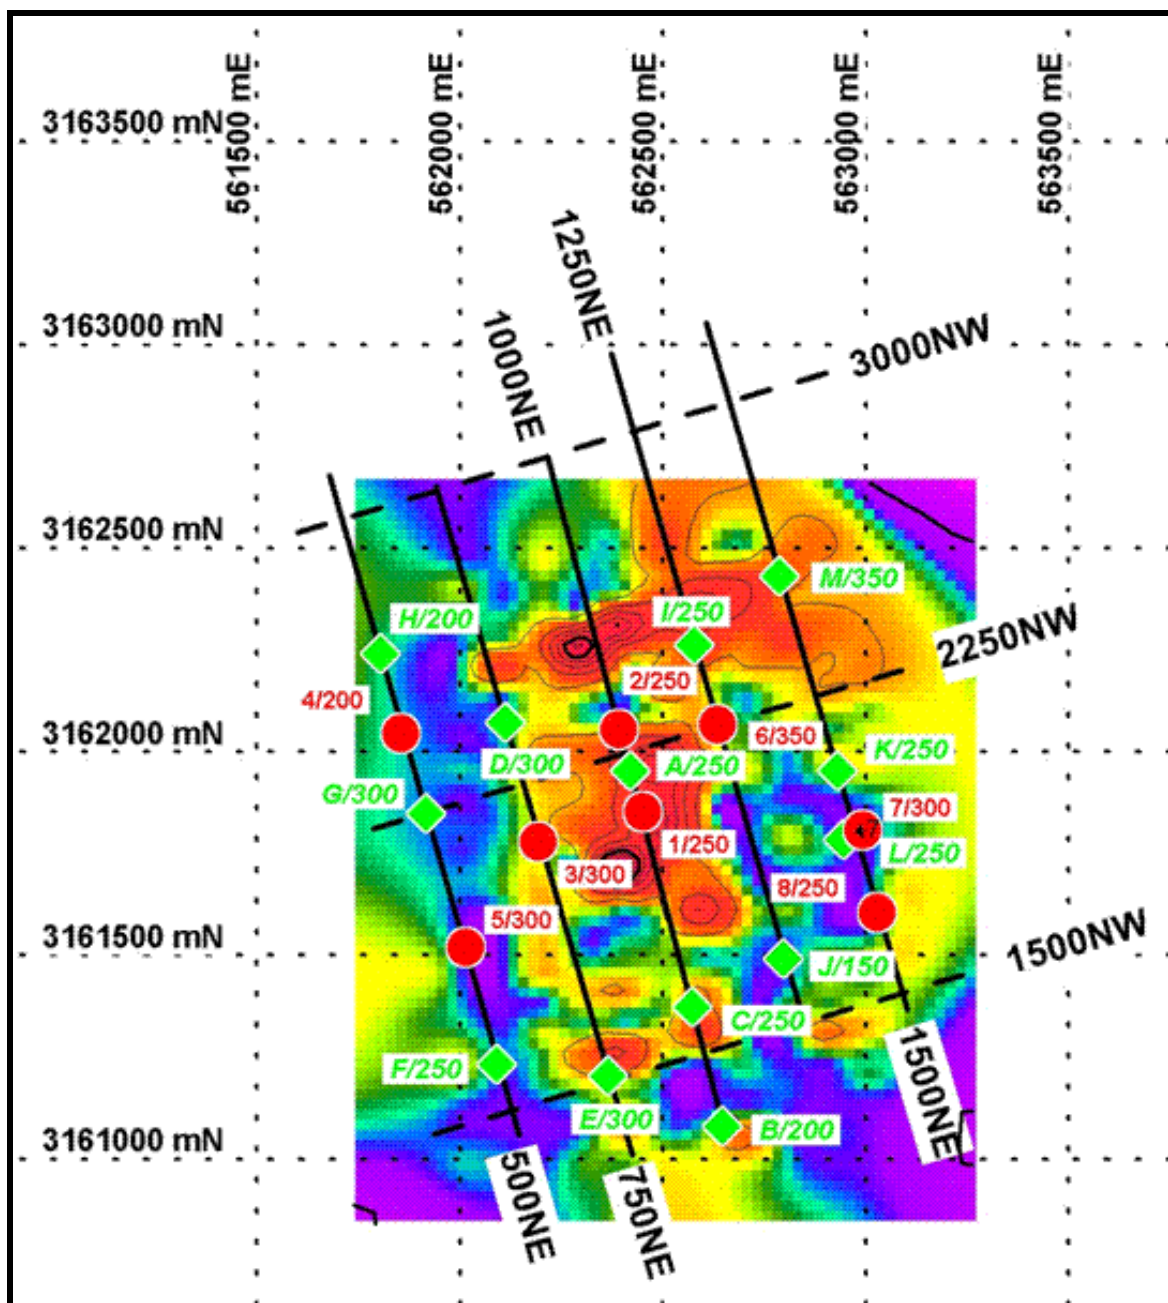 561500 mE
562000 mE
562500 mE
563000 mE
563500 mE
3163500 mN
1250NE
3163000 mN
1000NE
3000NW
3162500 mN
M/350
H/200
I/250
2250NW
2/250
4/200
3162000 mN
6/350
D/300
A/250
K/250
G/300
7/300
7
1/250
L/250
3/300
8/250
5/300
3161500 mN
1500NW
J/150
C/250
F/250
1500NE
E/300
B/200
3161000 mN
500NE
750NE